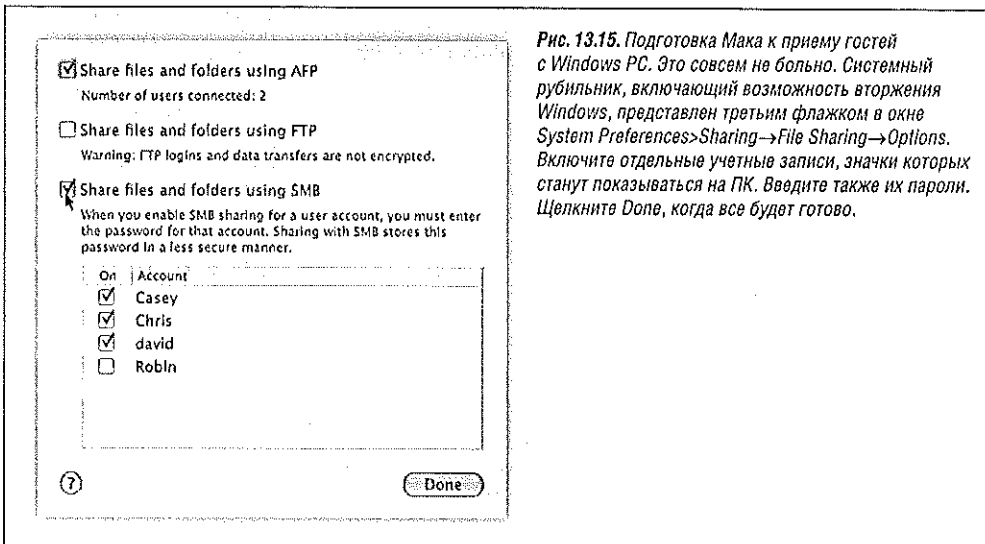 Share files and folders using AFP
Number of users connected: 2
Share files and folders using FTP
Warning: FTP logins and data transfers are not encrypted.
Share files and folders using SMB
When you enable SMB sharing for a user account, you must enter
the password for that account. Sharing with SMB stores this
password in a less secure manner.
On Account
Casey
Chris
david
Robin
?
Done
Рис. 13.15. Подготовка Мака к приему гостей
с Windows PC. Это совсем не больно. Системный
рубильник, включающий возможность вторжения
Windows, представлен третьим флажком в окне
System Preferences>Sharing→File Sharing→Options.
Включите отдельные учетные записи, значки которых
станут показываться на ПК. Введите также их пароли.
Щелкните Done, когда все будет готово.